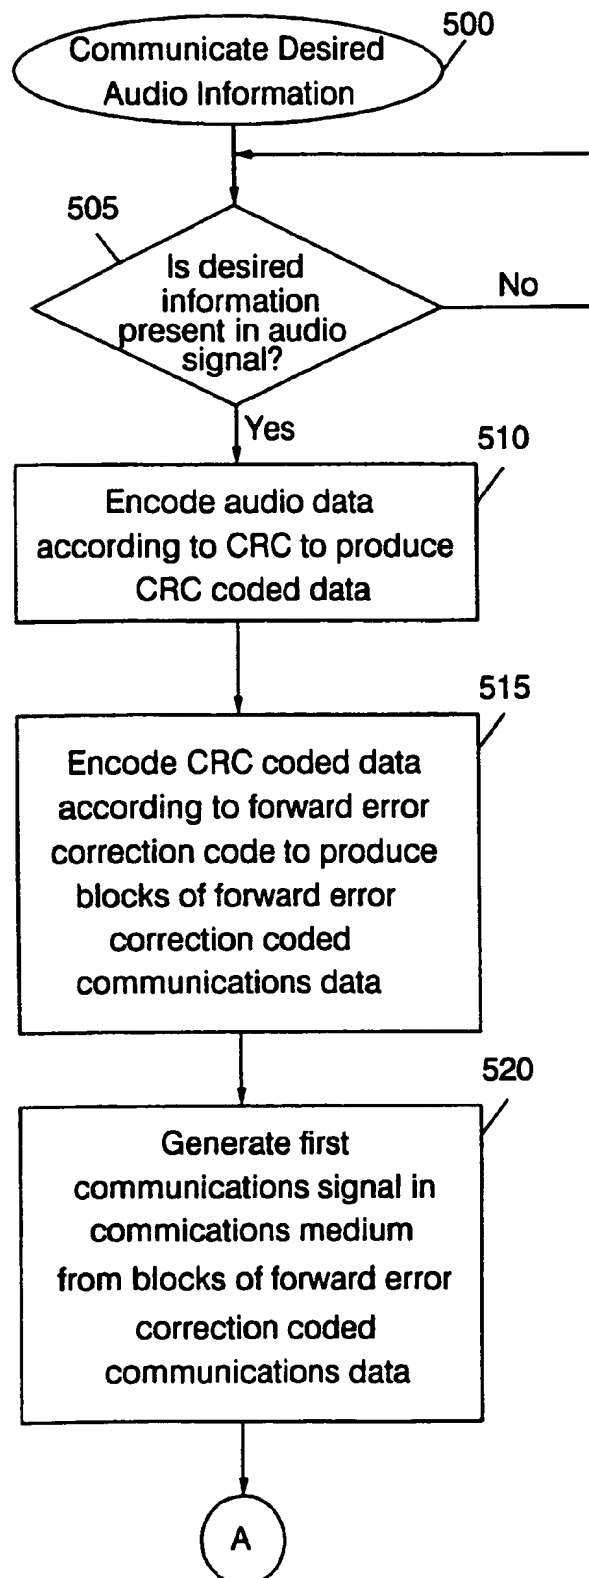 Communicate Desired
Audio Information
500
505
Is desired
information
present in audio
signal?
No
Yes
510
Encode audio data
according to CRC to produce
CRC coded data
515
Encode CRC coded data
according to forward error
correction code to produce
blocks of forward error
correction coded
communications data
520
Generate first
communications signal in
commications medium
from blocks of forward error
correction coded
communications data
A